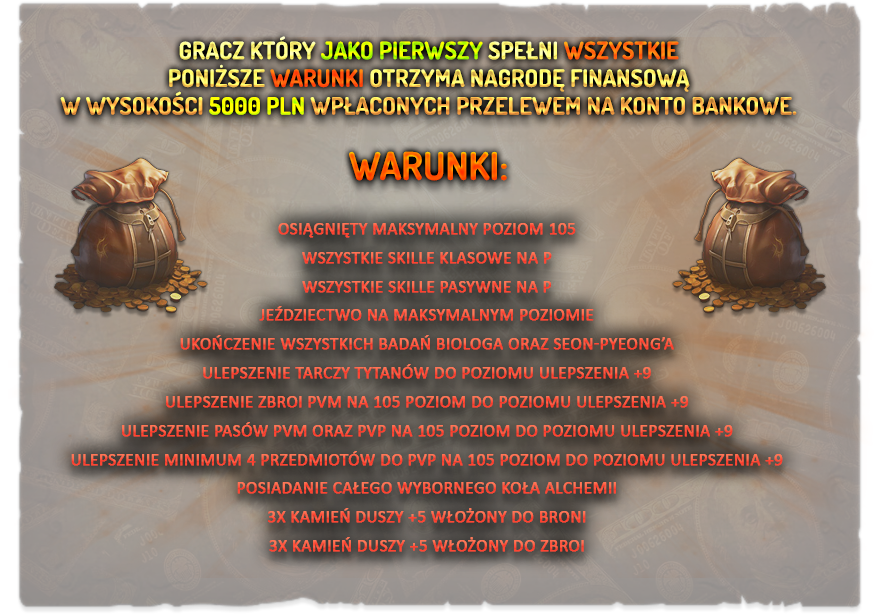 GRACZ KTÓRY JAKO PIERWSZY SPEŁNI WSZYSTKIE
PONIŻSZE WARUNKI OTRZYMA NAGRODĘ FINANSOWĄ
W WYSOKOŚCI 5000 PLN WPŁACONYCH PRZELEWEM NA KONTO BANKOWE.
WARUNKI:
OSIĄGNIĘTY MAKSYMALNY POZIOM 105
WSZYSTKIE SKILLE KLASOWE NA P
WSZYSTKIE SKILLE PASYWNE NA P
JEŹDZIECTWO NA MAKSYMALNYM POZIOMIE
UKOŃCZENIE WSZYSTKICH BADAŃ BIOLOGA ORAZ SEON-PYEONG'A
ULEPSZENIE TARCZY TYTANÓW DO POZIOMU ULEPSZENIA +9
ULEPSZENIE ZBROI PVM NA 105 POZIOM DO POZIOMU ULEPSZENIA +9
ULEPSZENIE PASÓW PVM ORAZ PVP NA 105 POZIOM DO POZIOMU ULEPSZENIA +9
ULEPSZENIE MINIMUM 4 PRZEDMIOTÓW DO PVP NA 105 POZIOM DO POZIOMU ULEPSZENIA +9
POSIADANIE CAŁEGO WYBORNEGO KOŁA ALCHEMII
3X KAMIEŃ DUSZY +5 WŁOŻONY DO BRONI
3X KAMIEŃ DUSZY +5 WŁOŻONY DO ZBROI